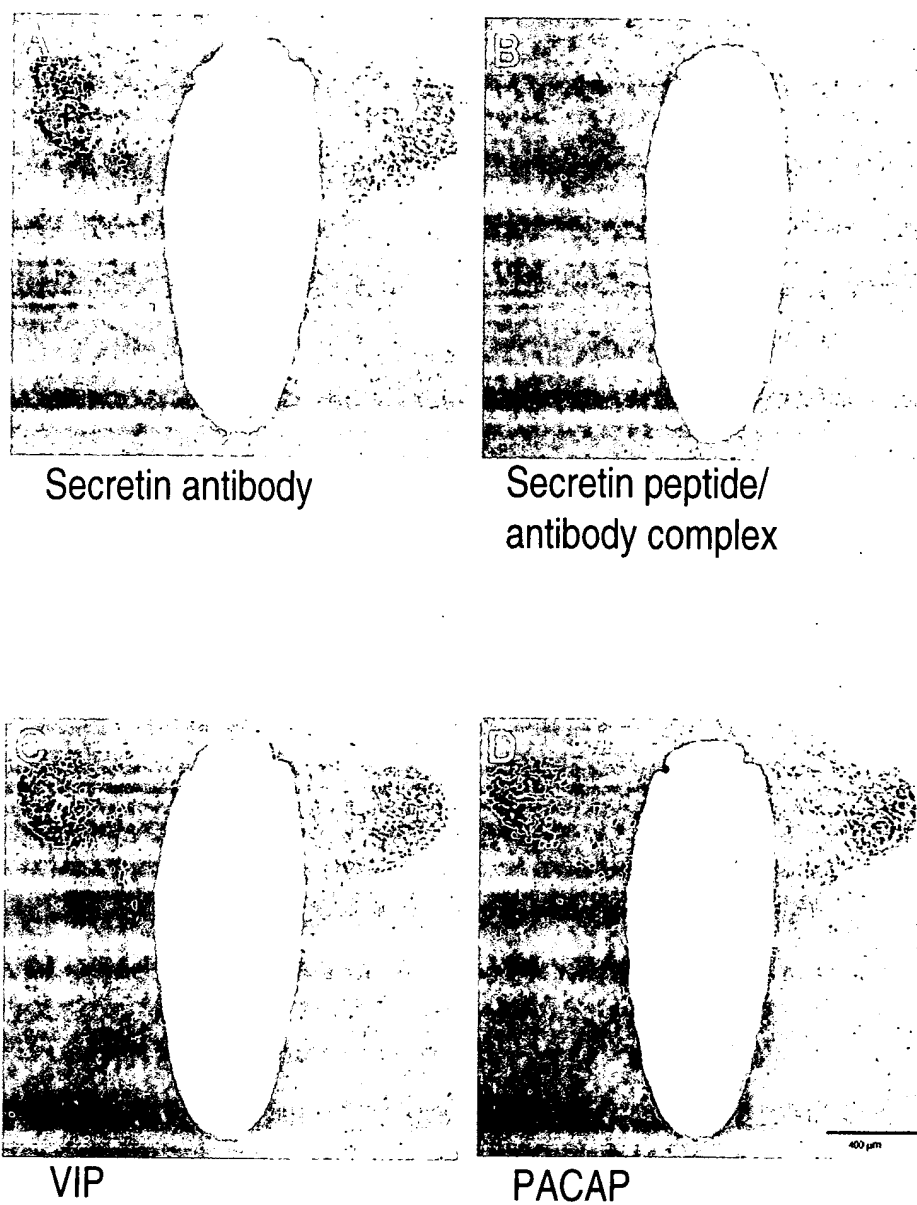 A
B
Secretin antibody
Secretin peptide/
antibody complex
C
D
400 µm
VIP
PACAP